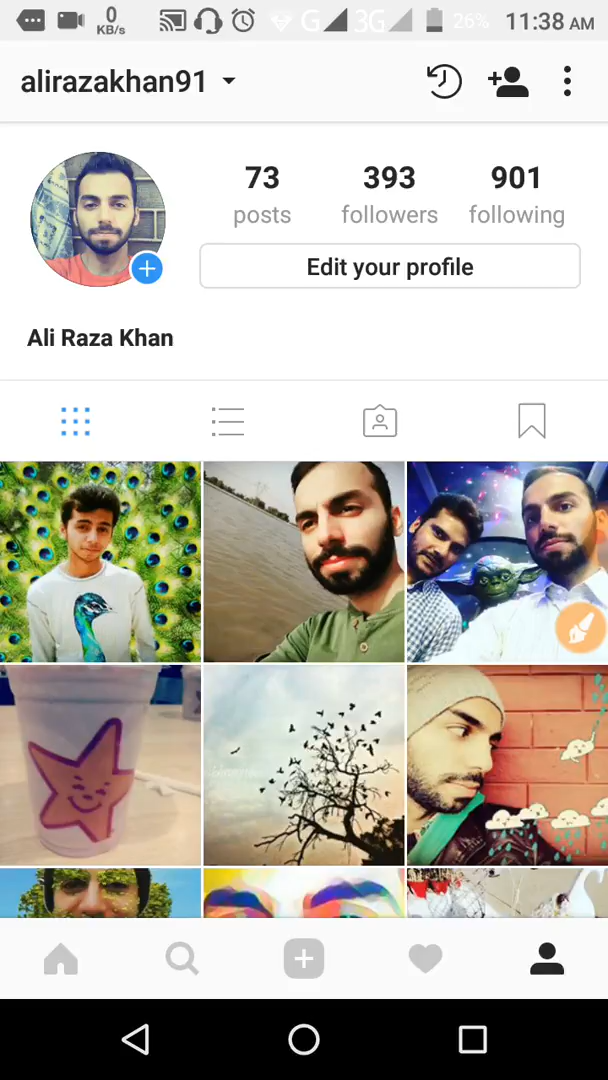 0 KB/s G 3G 26% 11:38 AM
alirazakhan91
73 393 901
posts followers following
Edit your profile
Ali Raza Khan